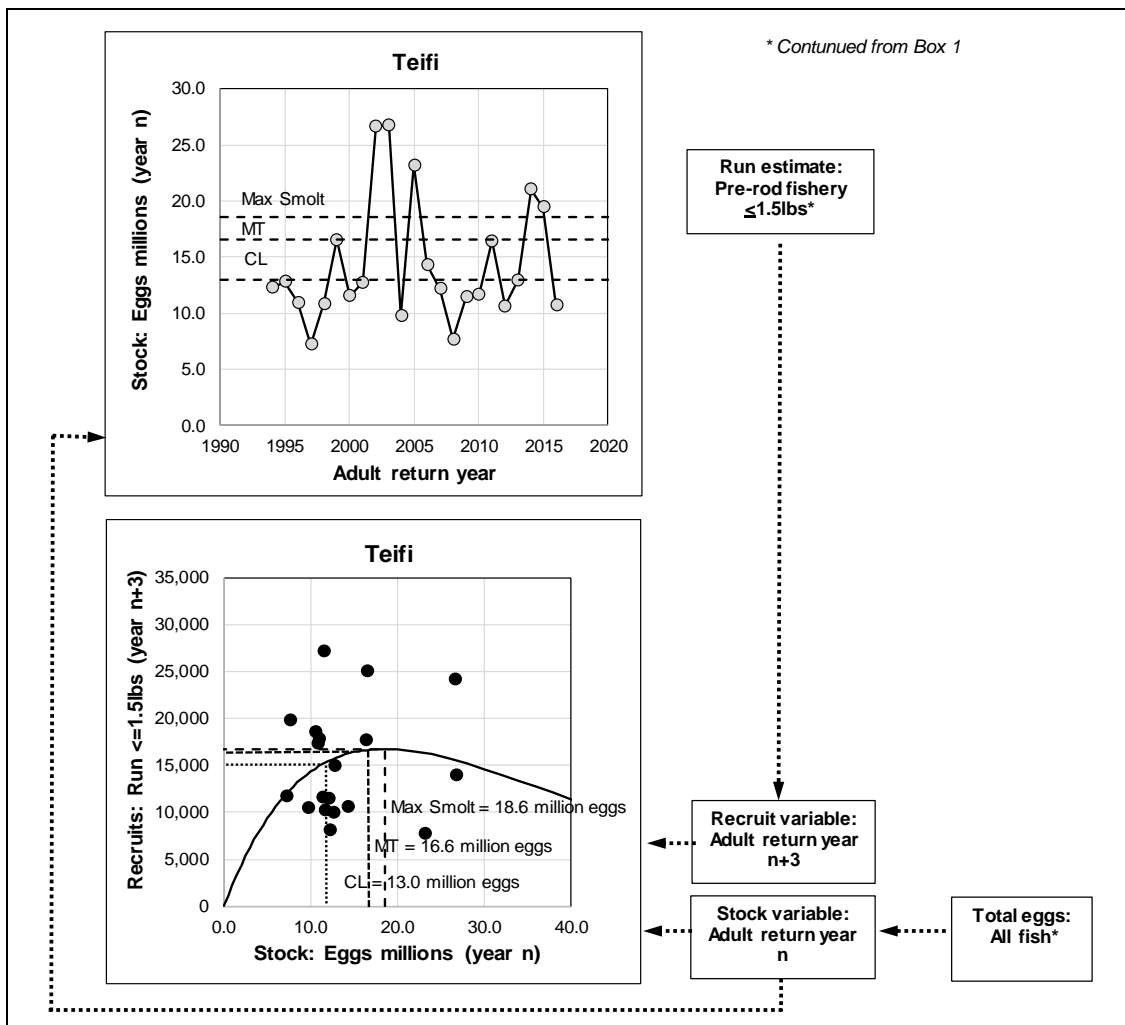 * Contunued from Box 1
Teifi
Stock: Eggs millions (year n)
30.0
25.0
20.0
15.0
10.0
5.0
0.0
Max Smolt
MT
CL
1990 1995 2000 2005 2010 2015 2020
Adult return year
Run estimate:
Pre-rod fishery
≤1.5lbs*
Teifi
Recruits: Run <=1.5lbs (year n+3)
35,000
30,000
25,000
20,000
15,000
10,000
5,000
0
Max Smolt = 18.6 million eggs
MT = 16.6 million eggs
CL = 13.0 million eggs
0.0 10.0 20.0 30.0 40.0
Stock: Eggs millions (year n)
Recruit variable:
Adult return year
n+3
Stock variable:
Adult return year
n
Total eggs:
All fish*